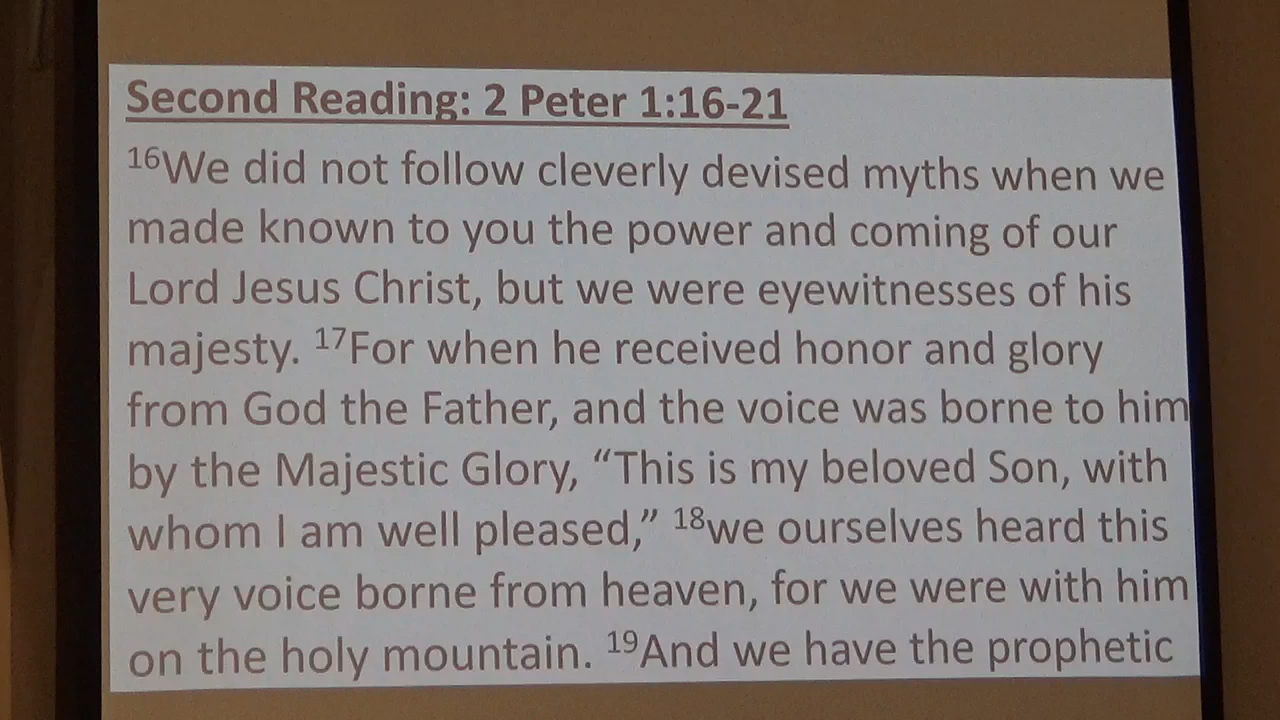 Second Reading: 2 Peter 1:16-21
¹⁶We did not follow cleverly devised myths when we
made known to you the power and coming of our
Lord Jesus Christ, but we were eyewitnesses of his
majesty. ¹⁷For when he received honor and glory
from God the Father, and the voice was borne to him
by the Majestic Glory, “This is my beloved Son, with
whom I am well pleased,” ¹⁸we ourselves heard this
very voice borne from heaven, for we were with him
on the holy mountain. ¹⁹And we have the prophetic